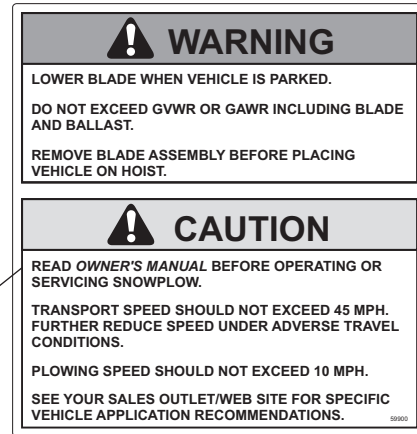 WARNING
LOWER BLADE WHEN VEHICLE IS PARKED.
DO NOT EXCEED GVWR OR GAWR INCLUDING BLADE
AND BALLAST.
REMOVE BLADE ASSEMBLY BEFORE PLACING
VEHICLE ON HOIST.
CAUTION
READ OWNER'S MANUAL BEFORE OPERATING OR
SERVICING SNOWPLOW.
TRANSPORT SPEED SHOULD NOT EXCEED 45 MPH.
FURTHER REDUCE SPEED UNDER ADVERSE TRAVEL
CONDITIONS.
PLOWING SPEED SHOULD NOT EXCEED 10 MPH.
SEE YOUR SALES OUTLET/WEB SITE FOR SPECIFIC
VEHICLE APPLICATION RECOMMENDATIONS. 59900